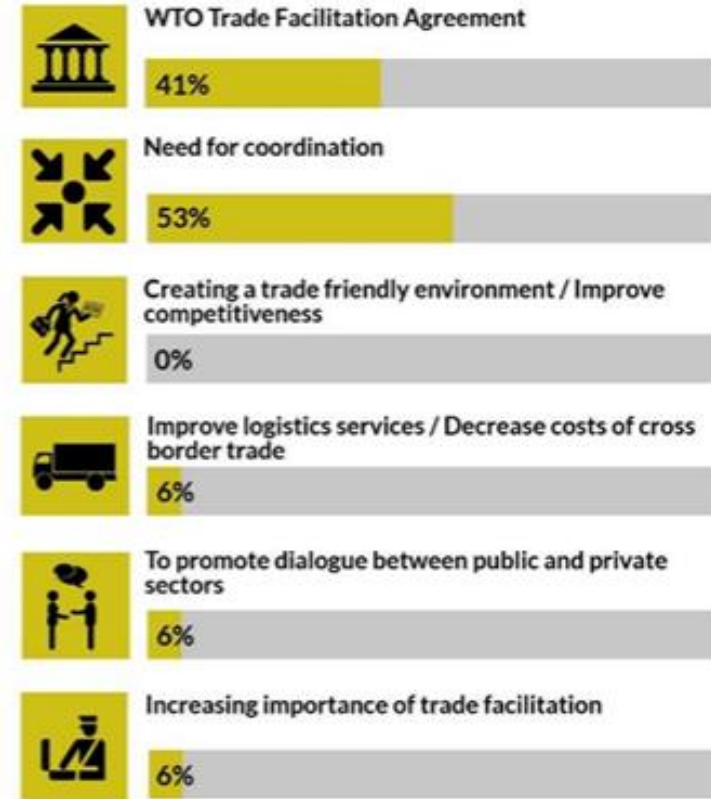 WTO Trade Facilitation Agreement
41%
Need for coordination
53%
Creating a trade friendly environment / Improve
competitiveness
0%
Improve logistics services / Decrease costs of cross
border trade
6%
To promote dialogue between public and private
sectors
6%
Increasing importance of trade facilitation
6%